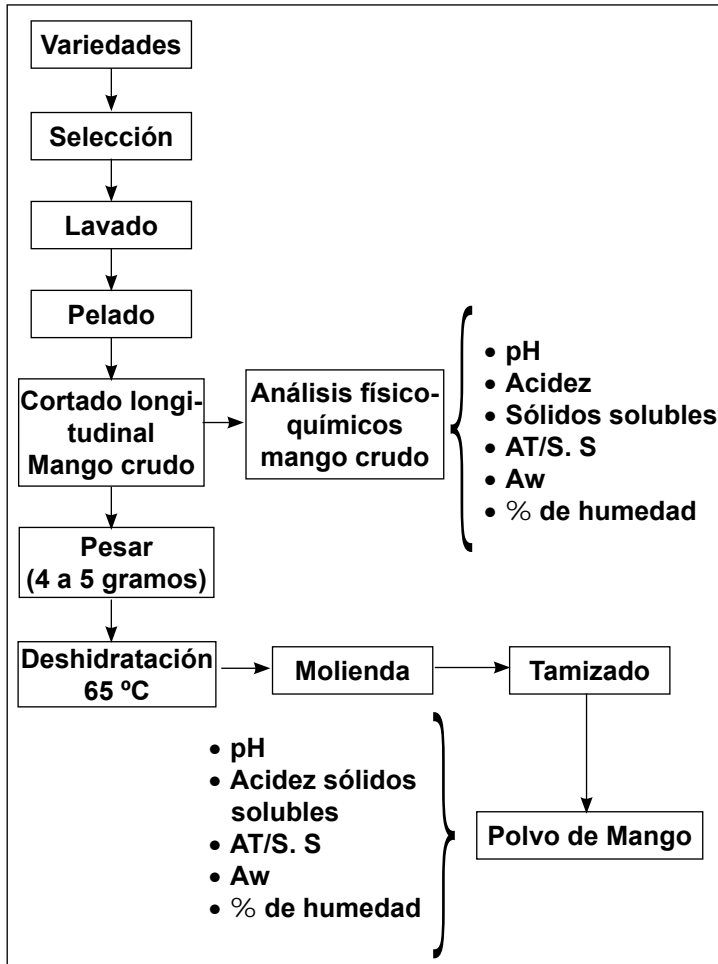 Variedades
Selección
Lavado
Pelado
Cortado longi-
tudinal
Mango crudo
Análisis físico-
químicos
mango crudo
• pH
• Acidez
• Sólidos solubles
• AT/S. S
• Aw
• % de humedad
Pesar
(4 a 5 gramos)
Deshidratación
65 ºC
Molienda
Tamizado
• pH
• Acidez sólidos
solubles
• AT/S. S
• Aw
• % de humedad
Polvo de Mango